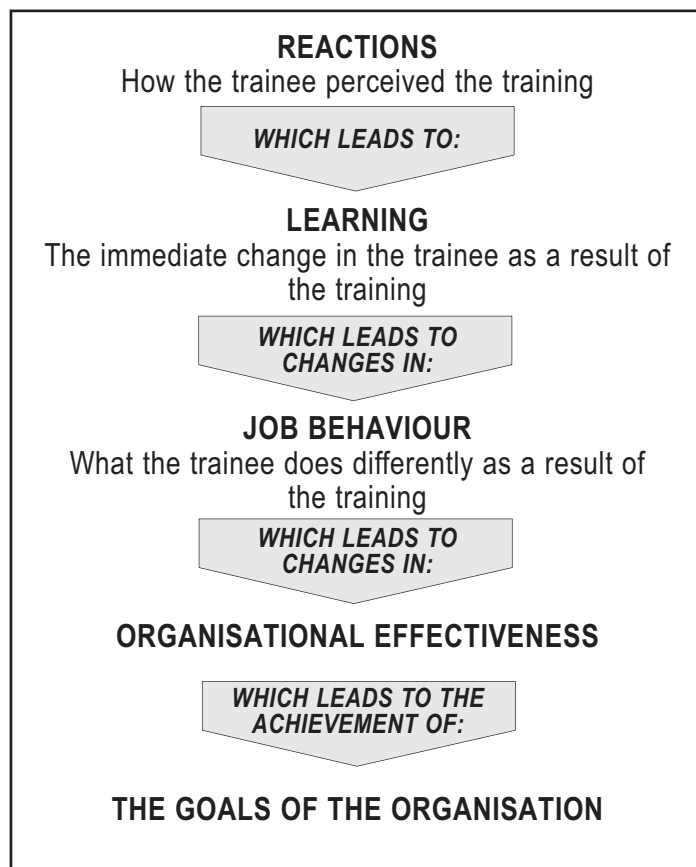 REACTIONS
How the trainee perceived the training
WHICH LEADS TO:
LEARNING
The immediate change in the trainee as a result of
the training
WHICH LEADS TO
CHANGES IN:
JOB BEHAVIOUR
What the trainee does differently as a result of
the training
WHICH LEADS TO
CHANGES IN:
ORGANISATIONAL EFFECTIVENESS
WHICH LEADS TO THE
ACHIEVEMENT OF:
THE GOALS OF THE ORGANISATION